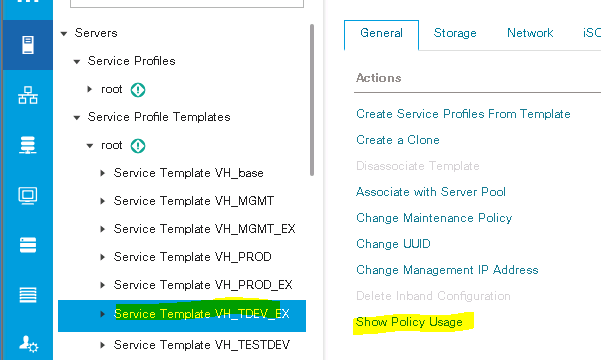 Servers
Service Profiles
root
Service Profile Templates
root
Service Template VH_base
Service Template VH_MGMT
Service Template VH_MGMT_EX
Service Template VH_PROD
Service Template VH_PROD_EX
Service Template VH_TDEV_EX
Service Template VH_TESTDEV
General Storage Network iSC
Actions
Create Service Profiles From Template
Create a Clone
Disassociate Template
Associate with Server Pool
Change Maintenance Policy
Change UUID
Change Management IP Address
Delete Inband Configuration
Show Policy Usage